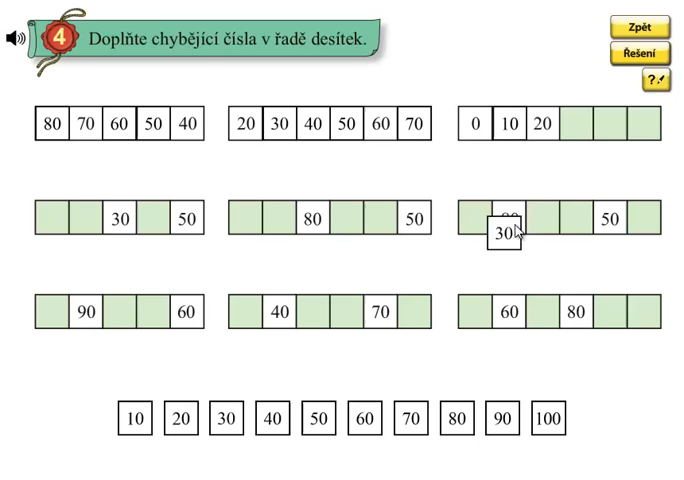 4 Doplňte chybějící čísla v řadě desítek.
Zpět
Řešení
?
80 70 60 50 40
20 30 40 50 60 70
0 10 20
30 50
80 50
50
30
90 60
40 70
60 80
10 20 30 40 50 60 70 80 90 100